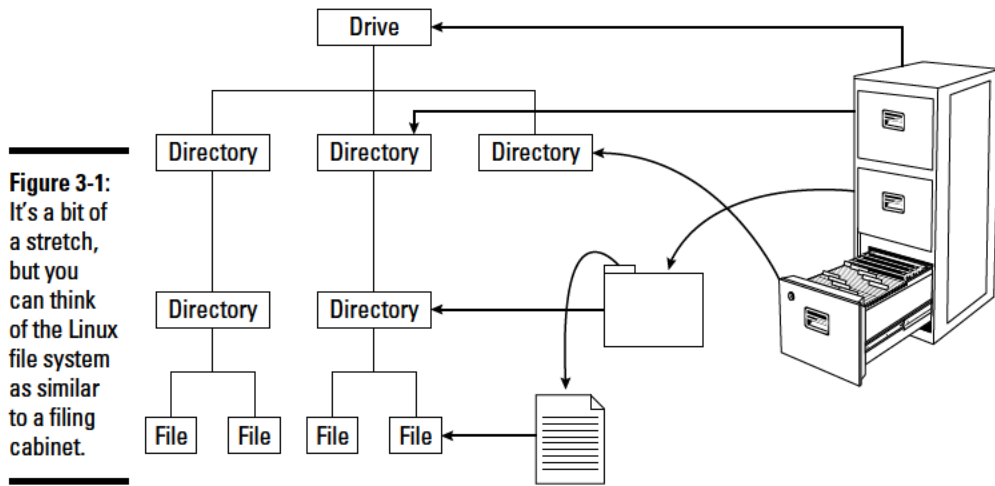 Drive
Directory Directory Directory
Figure 3-1:
It's a bit of
a stretch,
but you
can think
of the Linux
file system
as similar
to a filing
cabinet.
Directory Directory
File File File File